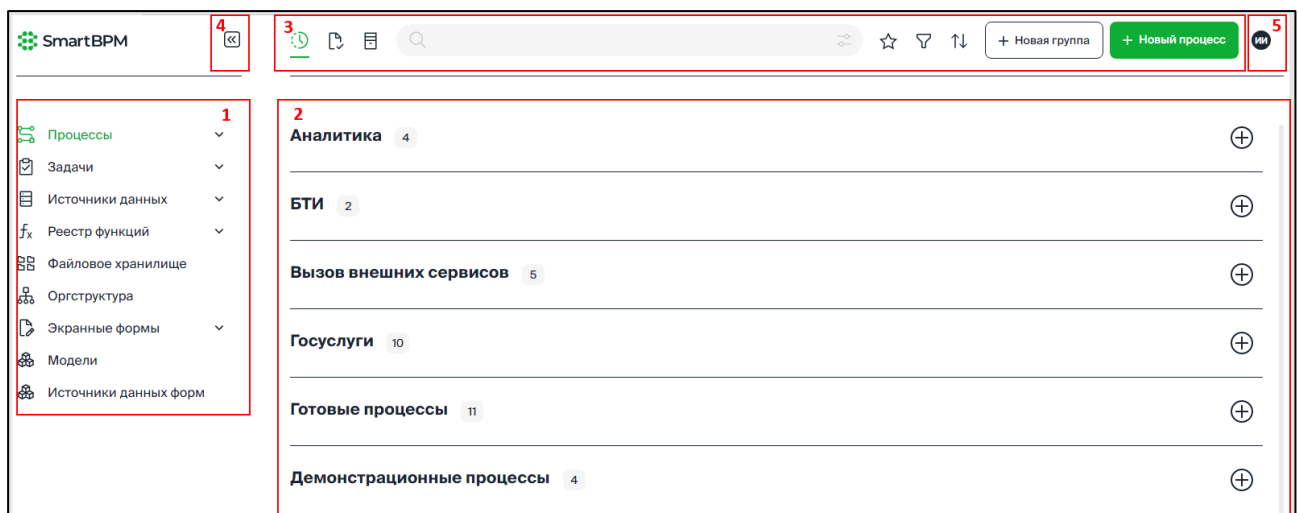 SmartBPM
4
3
+ Новая группа
+ Новый процесс
ИИ
5
1
Процессы
Задачи
Источники данных
fx Реестр функций
Файловое хранилище
Оргструктура
Экранные формы
Модели
Источники данных форм
2
Аналитика 4
БТИ 2
Вызов внешних сервисов 5
Госуслуги 10
Готовые процессы 11
Демонстрационные процессы 4